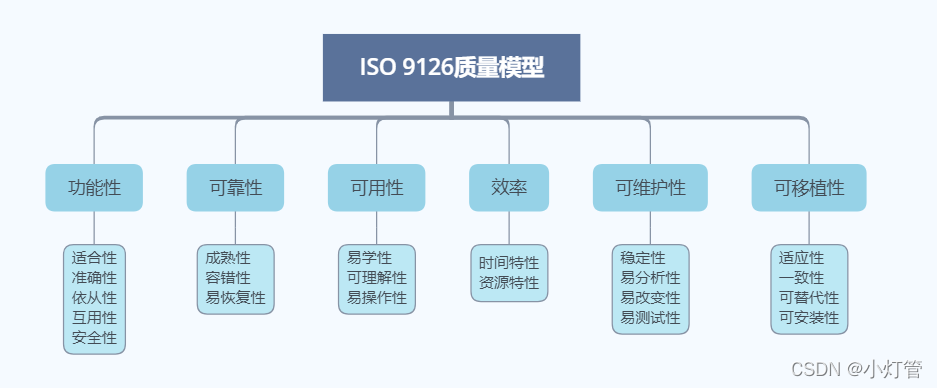 ISO 9126质量模型
功能性
可靠性
可用性
效率
可维护性
可移植性
适合性
准确性
依从性
互用性
安全性
成熟性
容错性
易恢复性
易学性
可理解性
易操作性
时间特性
资源特性
稳定性
易分析性
易改变性
易测试性
适应性
一致性
可替代性
可安装性
CSDN @小灯管